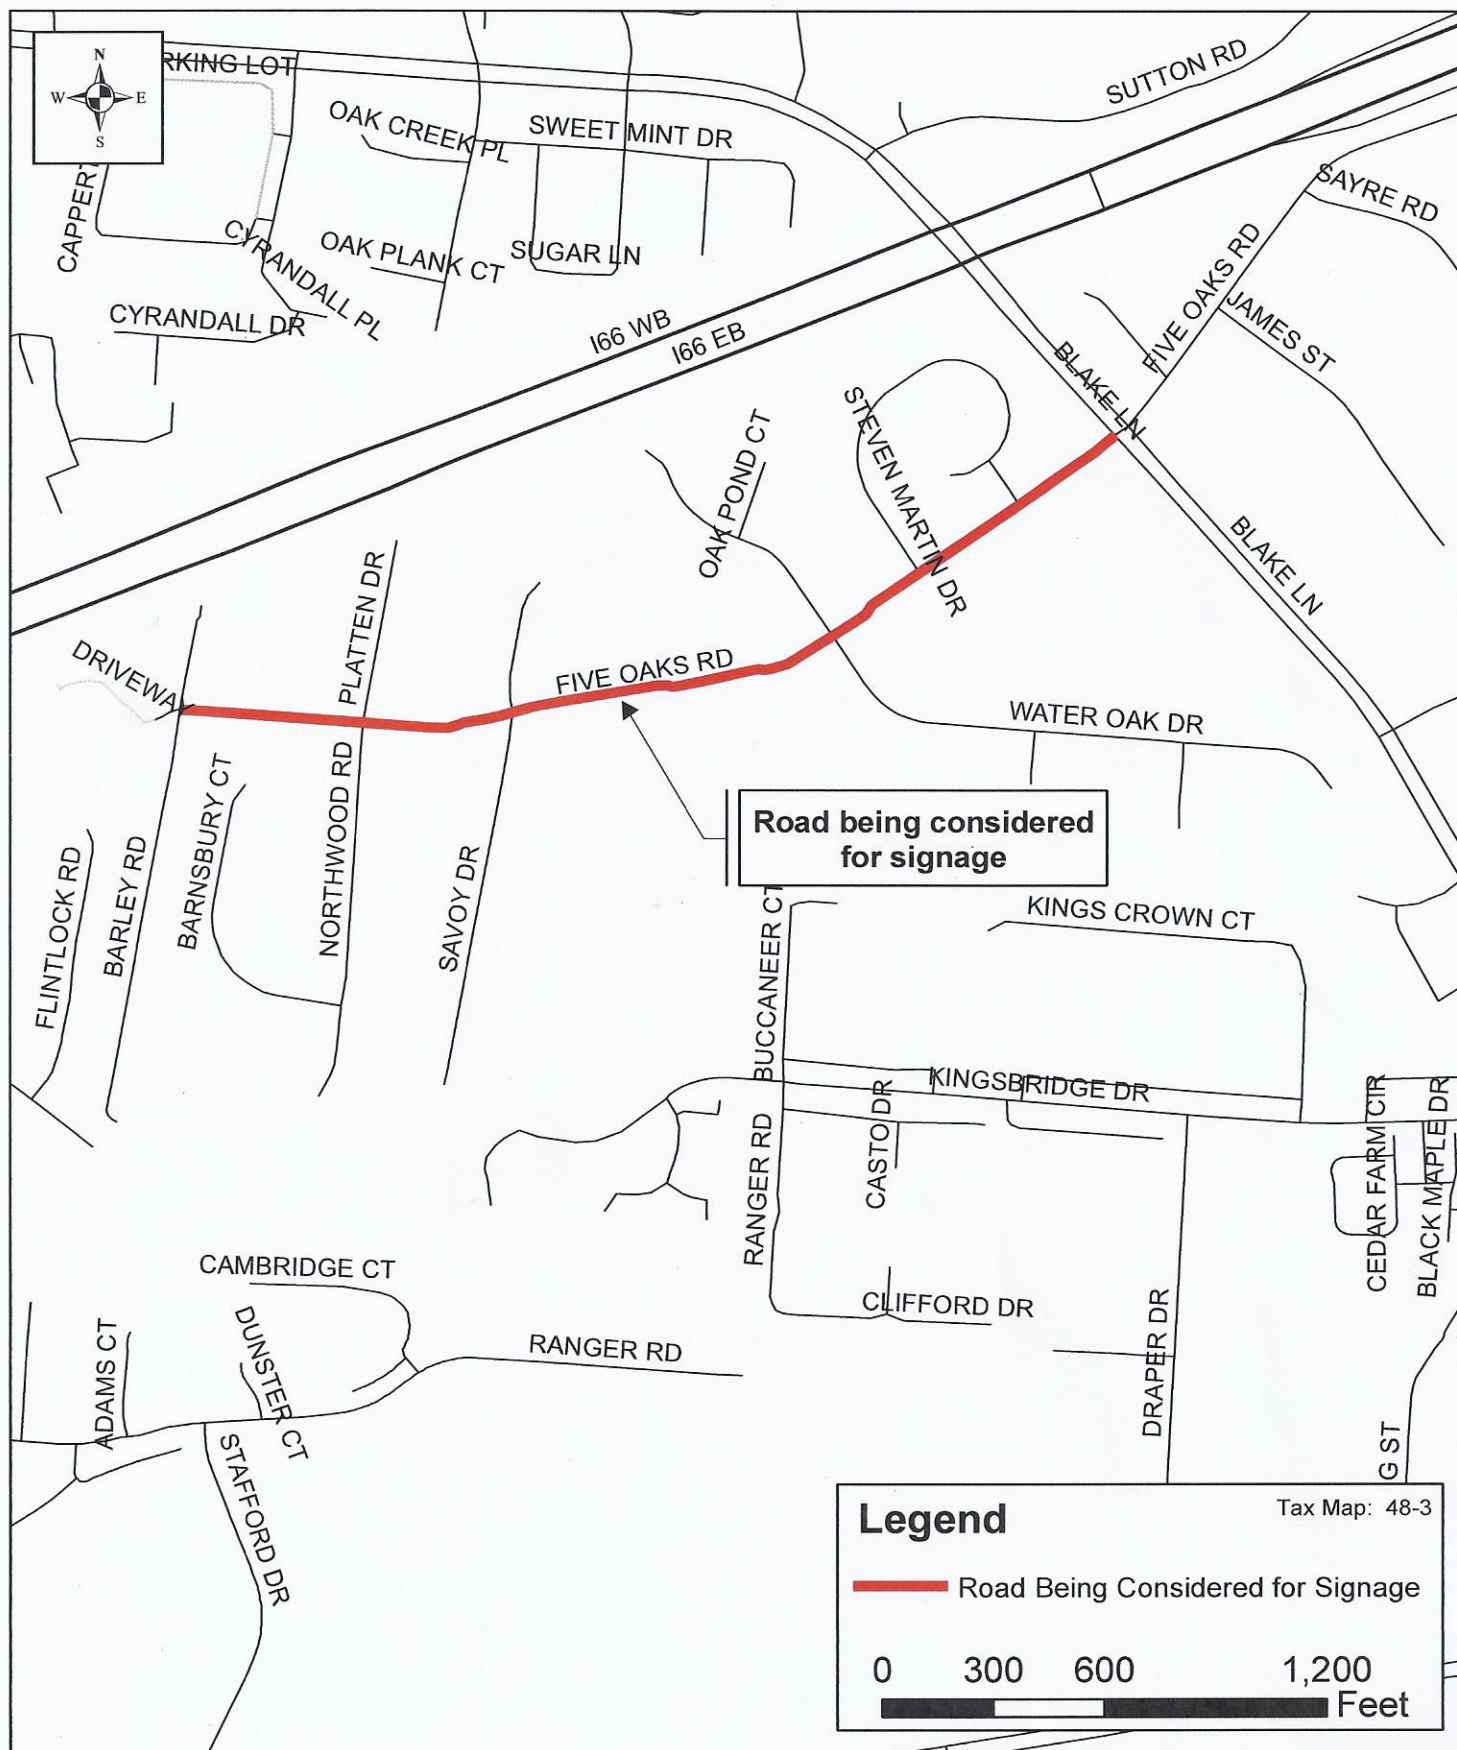 N
W E
S
RKING LOT
SUTTON RD
OAK CREEK PL
SWEET MINT DR
SAYRE RD
CAPPERT
CYRANDALL PL
OAK PLANK CT
SUGAR LN
FIVE OAKS RD
JAMES ST
CYRANDALL DR
I66 WB
I66 EB
BLAKE LN
STEVEN MARTIN DR
OAK POND CT
BLAKE LN
PLATTEN DR
DRIVEWA
FIVE OAKS RD
WATER OAK DR
Road being considered
for signage
FLINTLOCK RD
BARLEY RD
BARNSBURY CT
NORTHWOOD RD
SAVOY DR
BUCCANEER CT
KINGS CROWN CT
KINGSBRIDGE DR
RANGER RD
CASTO DR
CEDAR FARM CIR
BLACK MAPLE DR
CAMBRIDGE CT
CLIFFORD DR
DUNSTER CT
ADAMS CT
RANGER RD
DRAPER DR
STAFFORD DR
G ST
Legend
Tax Map: 48-3
Road Being Considered for Signage
0 300 600 1,200
Feet